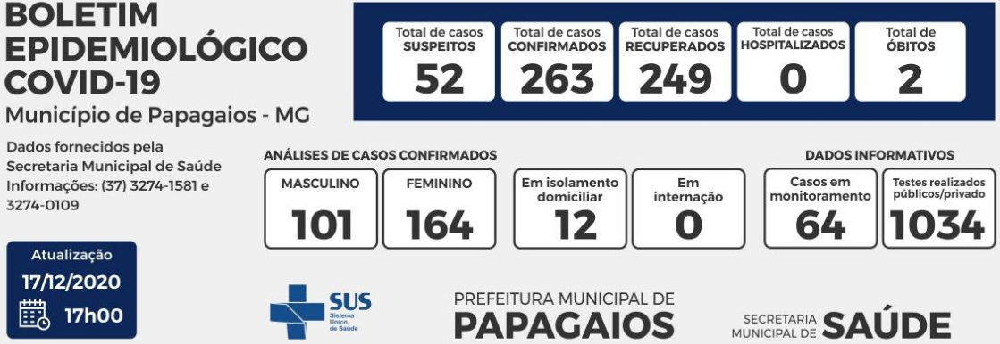 BOLETIM
EPIDEMIOLÓGICO
COVID-19
Município de Papagaios - MG
Dados fornecidos pela
Secretaria Municipal de Saúde
Informações: (37) 3274-1581 e
3274-0109
Atualização
17/12/2020
17h00
Total de casos
SUSPEITOS
52
Total de casos
CONFIRMADOS
263
Total de casos
RECUPERADOS
249
Total de casos
HOSPITALIZADOS
0
Total de
ÓBITOS
2
ANÁLISES DE CASOS CONFIRMADOS
MASCULINO
101
FEMININO
164
Em isolamento
domiciliar
12
Em
internação
0
DADOS INFORMATIVOS
Casos em
monitoramento
64
Testes realizados
públicos/privado
1034
SUS
Sistema
Único
de Saúde
PREFEITURA MUNICIPAL DE
PAPAGAIOS
SECRETARIA
MUNICIPAL DE
SAÚDE